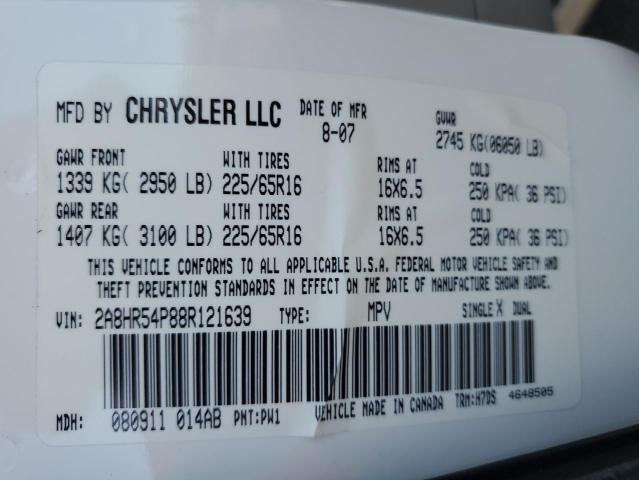 MFD BY CHRYSLER LLC DATE OF MFR GVWR
8-07 2745 KG(06050 LB)
GAWR FRONT WITH TIRES RIMS AT COLD
1339 KG( 2950 LB) 225/65R16 16X6.5 250 KPA( 36 PSI)
GAWR REAR WITH TIRES RIMS AT COLD
1407 KG( 3100 LB) 225/65R16 16X6.5 250 KPA( 36 PSI)
THIS VEHICLE CONFORMS TO ALL APPLICABLE U.S.A. FEDERAL MOTOR VEHICLE SAFETY AND
THEFT PREVENTION STANDARDS IN EFFECT ON THE DATE OF MANUFACTURE SHOWN ABOVE.
VIN: 2A8HR54P88R121639 TYPE: MPV SINGLE X DUAL
MDH: 080911 014AB PNT:PW1 VEHICLE MADE IN CANADA TRM:H7DS 4648505